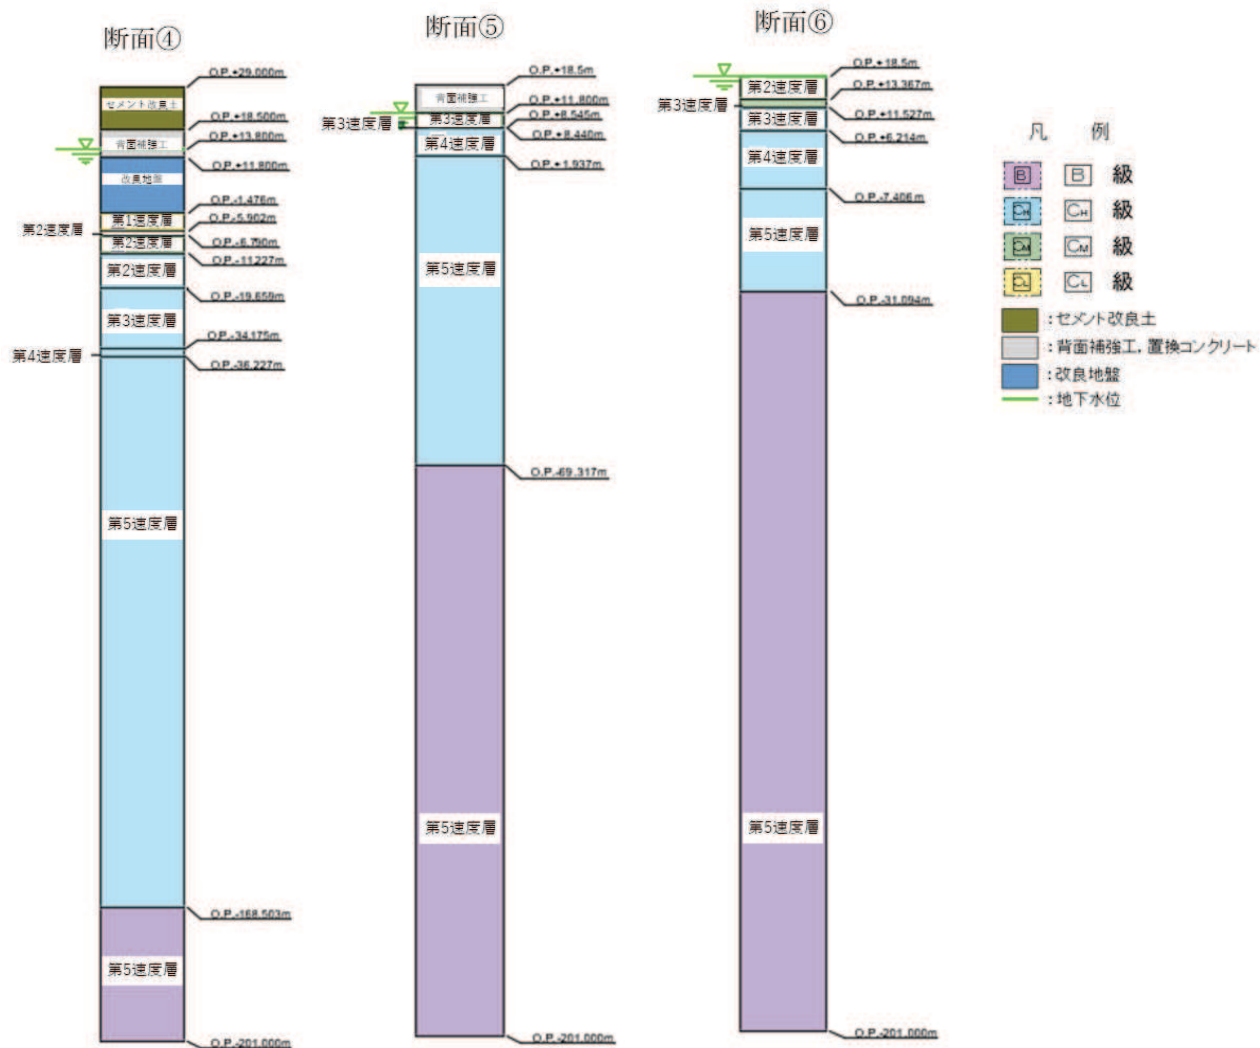 断面④
O.P.+29.000m
セメント改良土
O.P.+18.500m
背面補強工
O.P.+13.800m
O.P.+11.800m
改良地盤
O.P.-1.476m
第1速度層
O.P.-5.902m
第2速度層
O.P.-6.790m
第2速度層
O.P.-11.227m
第2速度層
O.P.-19.659m
第3速度層
O.P.-34.175m
第4速度層
O.P.-36.227m
第5速度層
O.P.-168.503m
第5速度層
O.P.-201.000m
断面⑤
O.P.+18.5m
背面補強工
O.P.+11.800m
第3速度層
O.P.+8.545m
第3速度層
O.P.+8.440m
第4速度層
O.P.+1.937m
第5速度層
O.P.-69.317m
第5速度層
O.P.-201.000m
断面⑥
O.P.+18.5m
第2速度層
O.P.+13.367m
第3速度層
O.P.+11.527m
第3速度層
O.P.+6.214m
第4速度層
O.P.-7.406m
第5速度層
O.P.-31.094m
第5速度層
O.P.-201.000m
凡 例
B B 級
CH CH 級
CM CM 級
CL CL 級
:セメント改良土
:背面補強工,置換コンクリート
:改良地盤
:地下水位